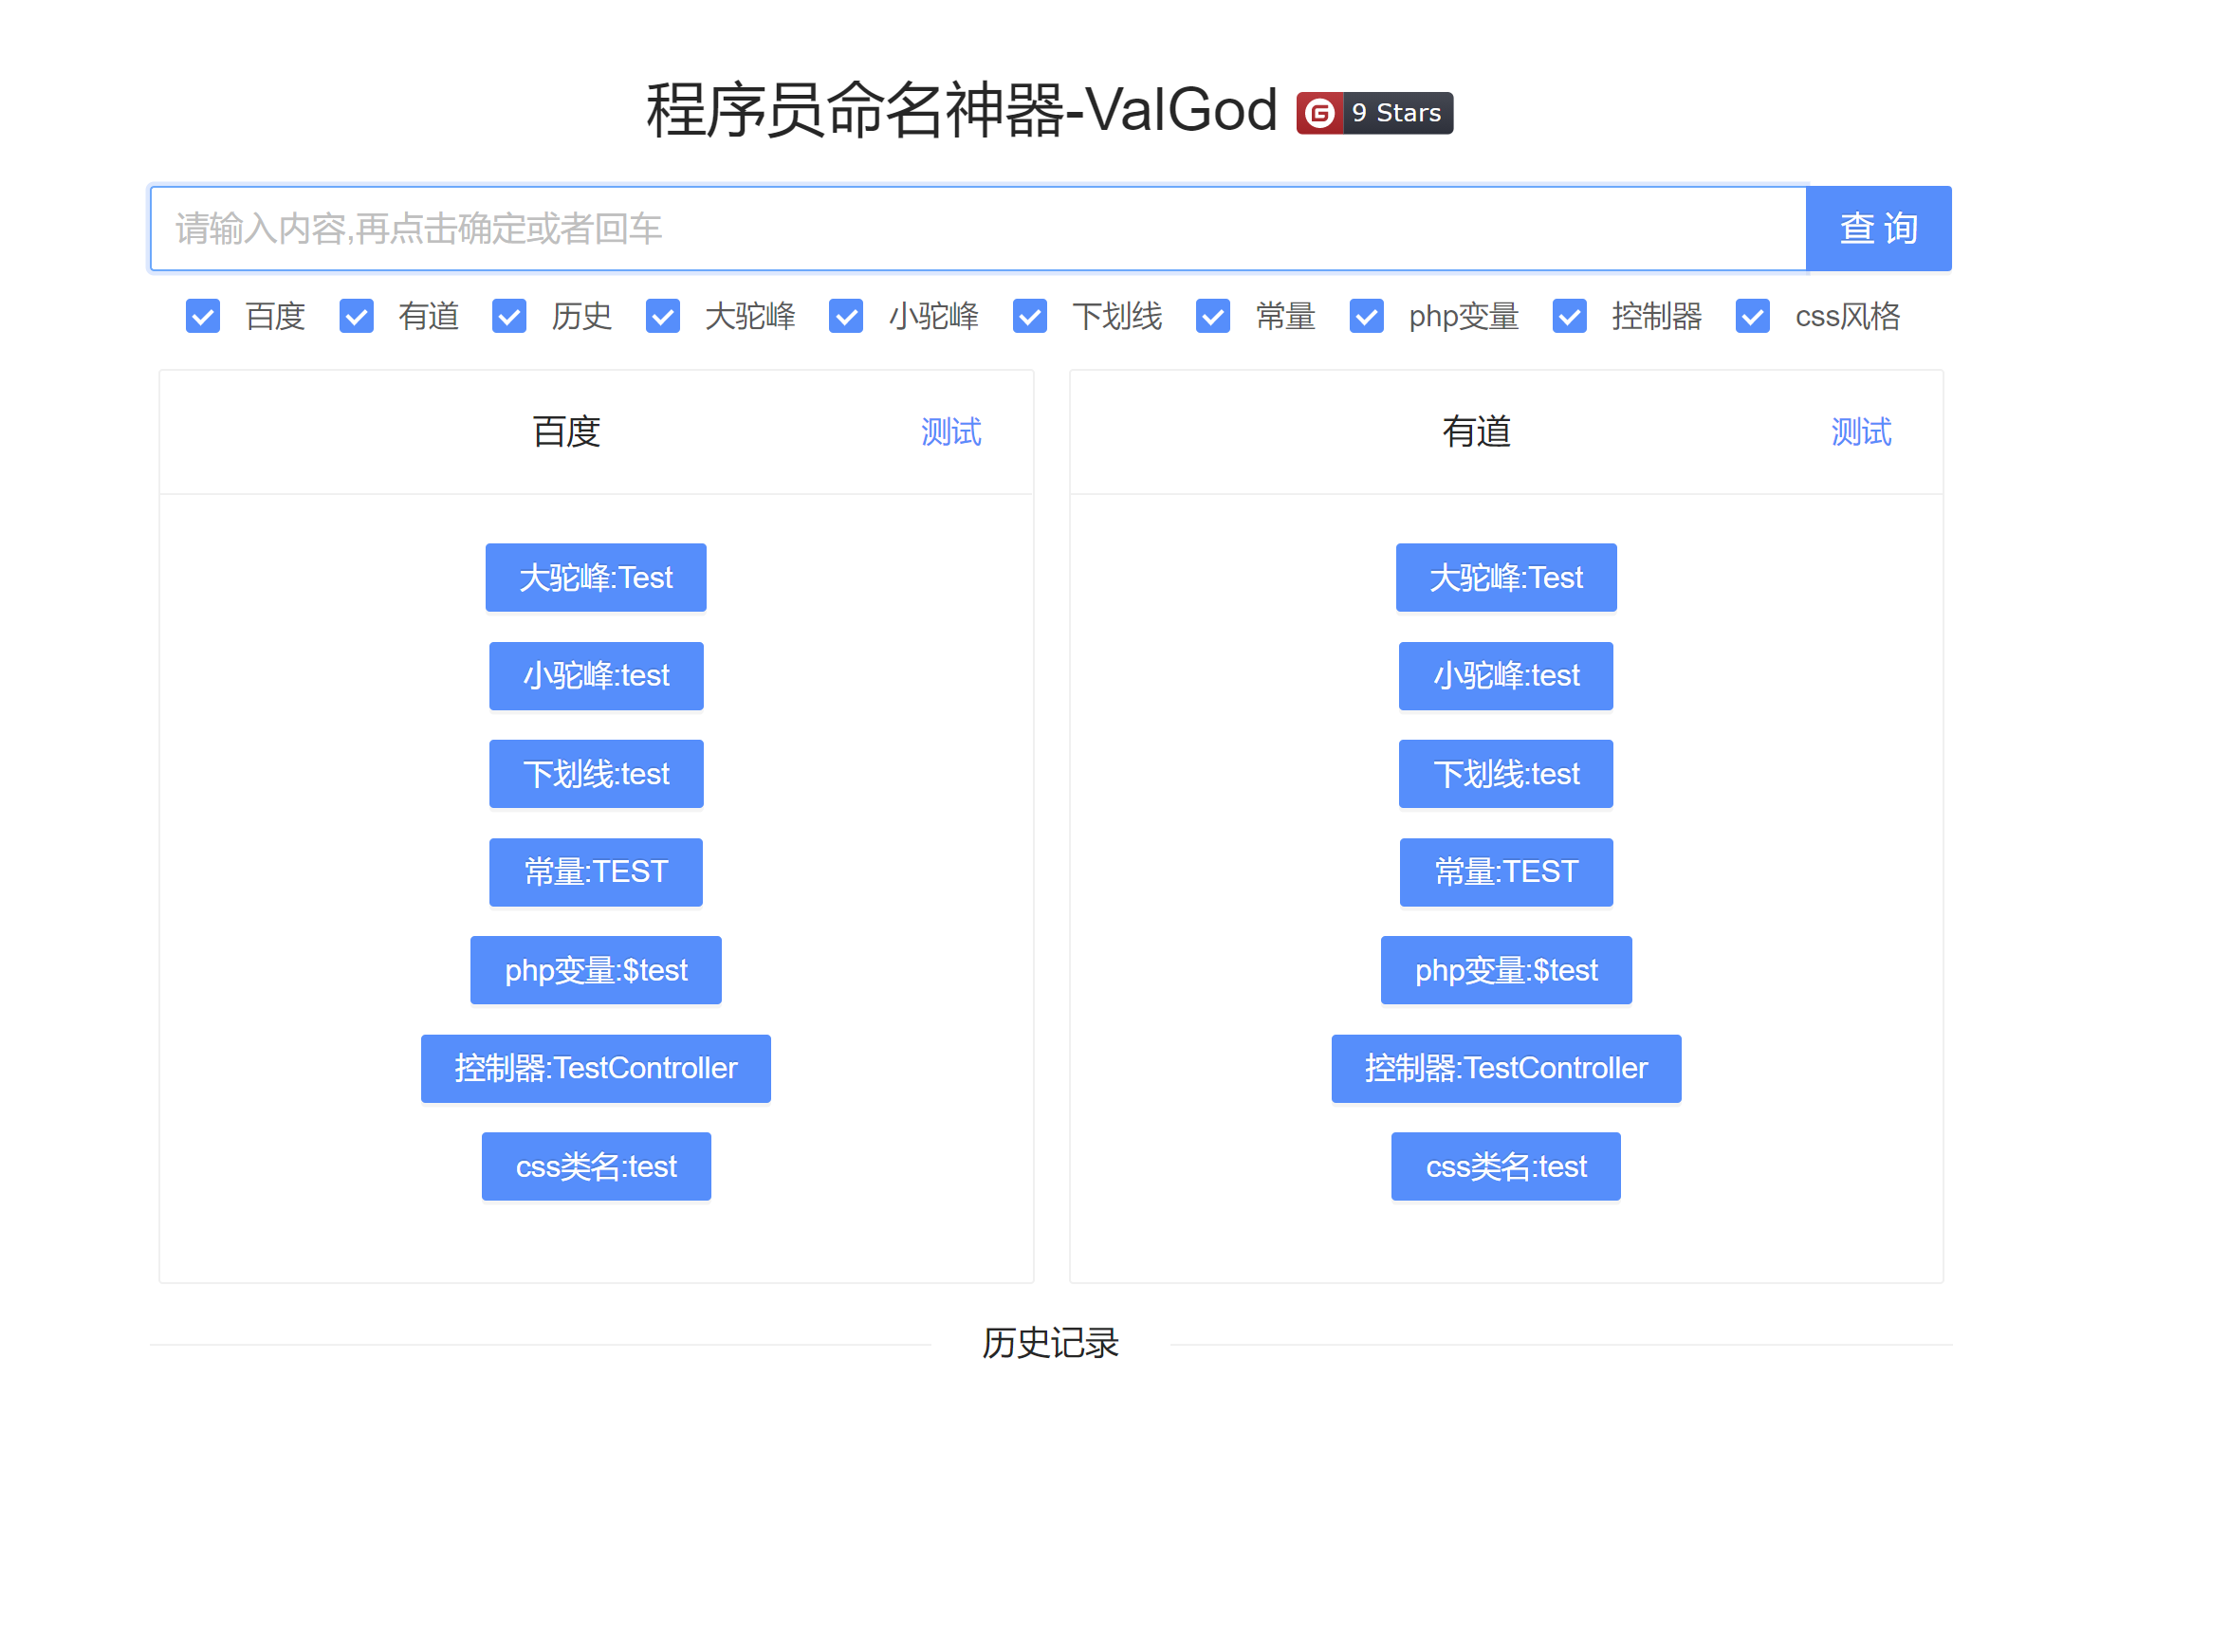 程序员命名神器-ValGod 9 Stars
请输入内容,再点击确定或者回车 查 询
百度 有道 历史 大驼峰 小驼峰 下划线 常量 php变量 控制器 css风格
百度 测试
大驼峰:Test
小驼峰:test
下划线:test
常量:TEST
php变量:$test
控制器:TestController
css类名:test
有道 测试
大驼峰:Test
小驼峰:test
下划线:test
常量:TEST
php变量:$test
控制器:TestController
css类名:test
历史记录